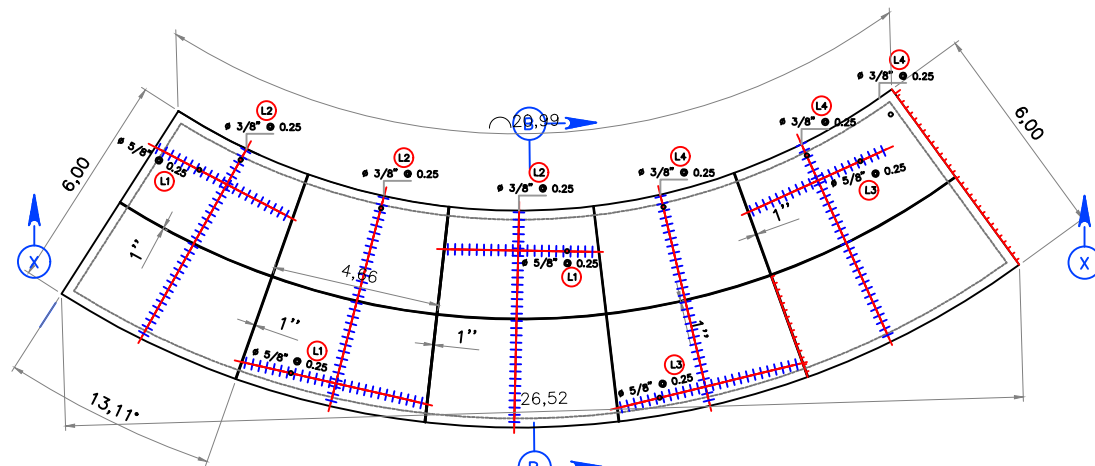 L4
ø 3/8" @ 0.25
L2
ø 3/8" @ 0.25
L4
ø 3/8" @ 0.25
20,99
B
6,00
L2
ø 3/8" @ 0.25
L2
ø 3/8" @ 0.25
L4
ø 3/8" @ 0.25
ø 5/8" @ 0.25
L1
ø 5/8" @ 0.25
L3
6,00
1''
1''
X
X
ø 5/8" @ 0.25
L1
4,66
1''
1''
1''
L1
ø 5/8" @ 0.25
L3
ø 5/8" @ 0.25
13,11°
26,52